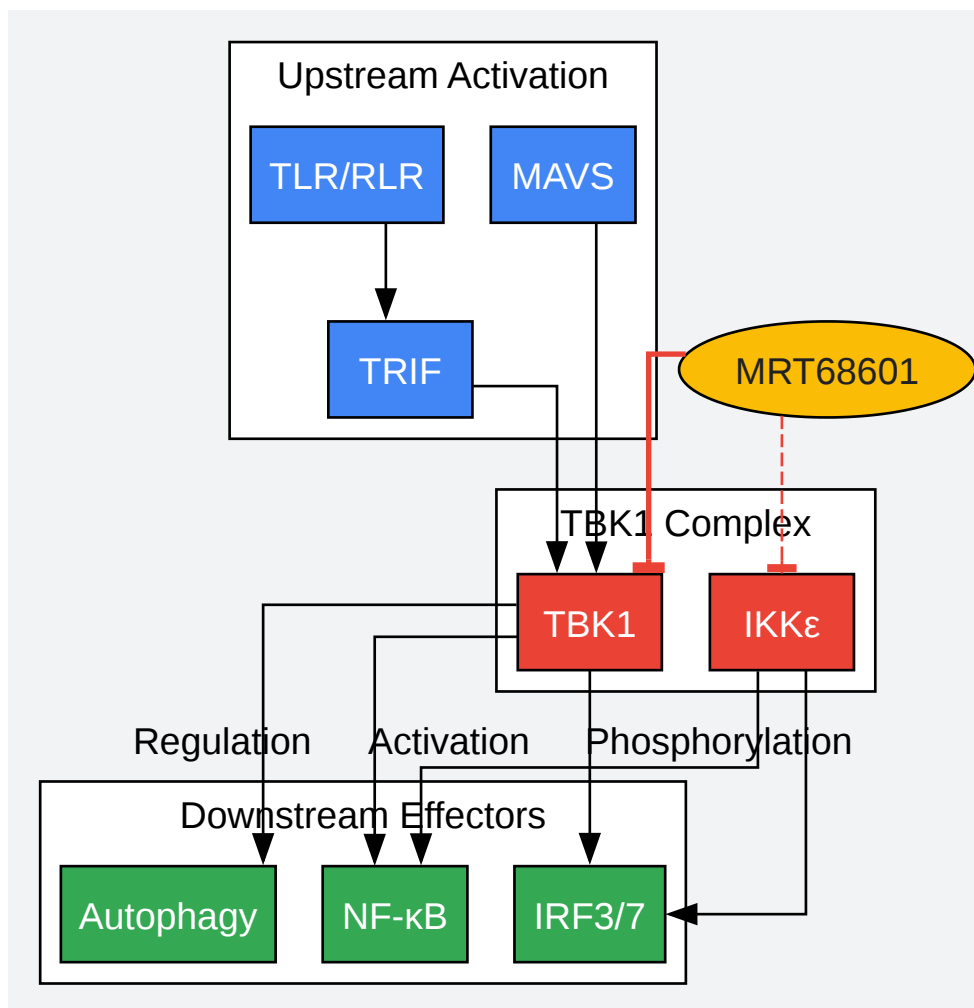 Upstream Activation
TLR/RLR
MAVS
TRIF
MRT68601
TBK1 Complex
TBK1
IKKε
Regulation
Activation
Phosphorylation
Downstream Effectors
Autophagy
NF-κB
IRF3/7